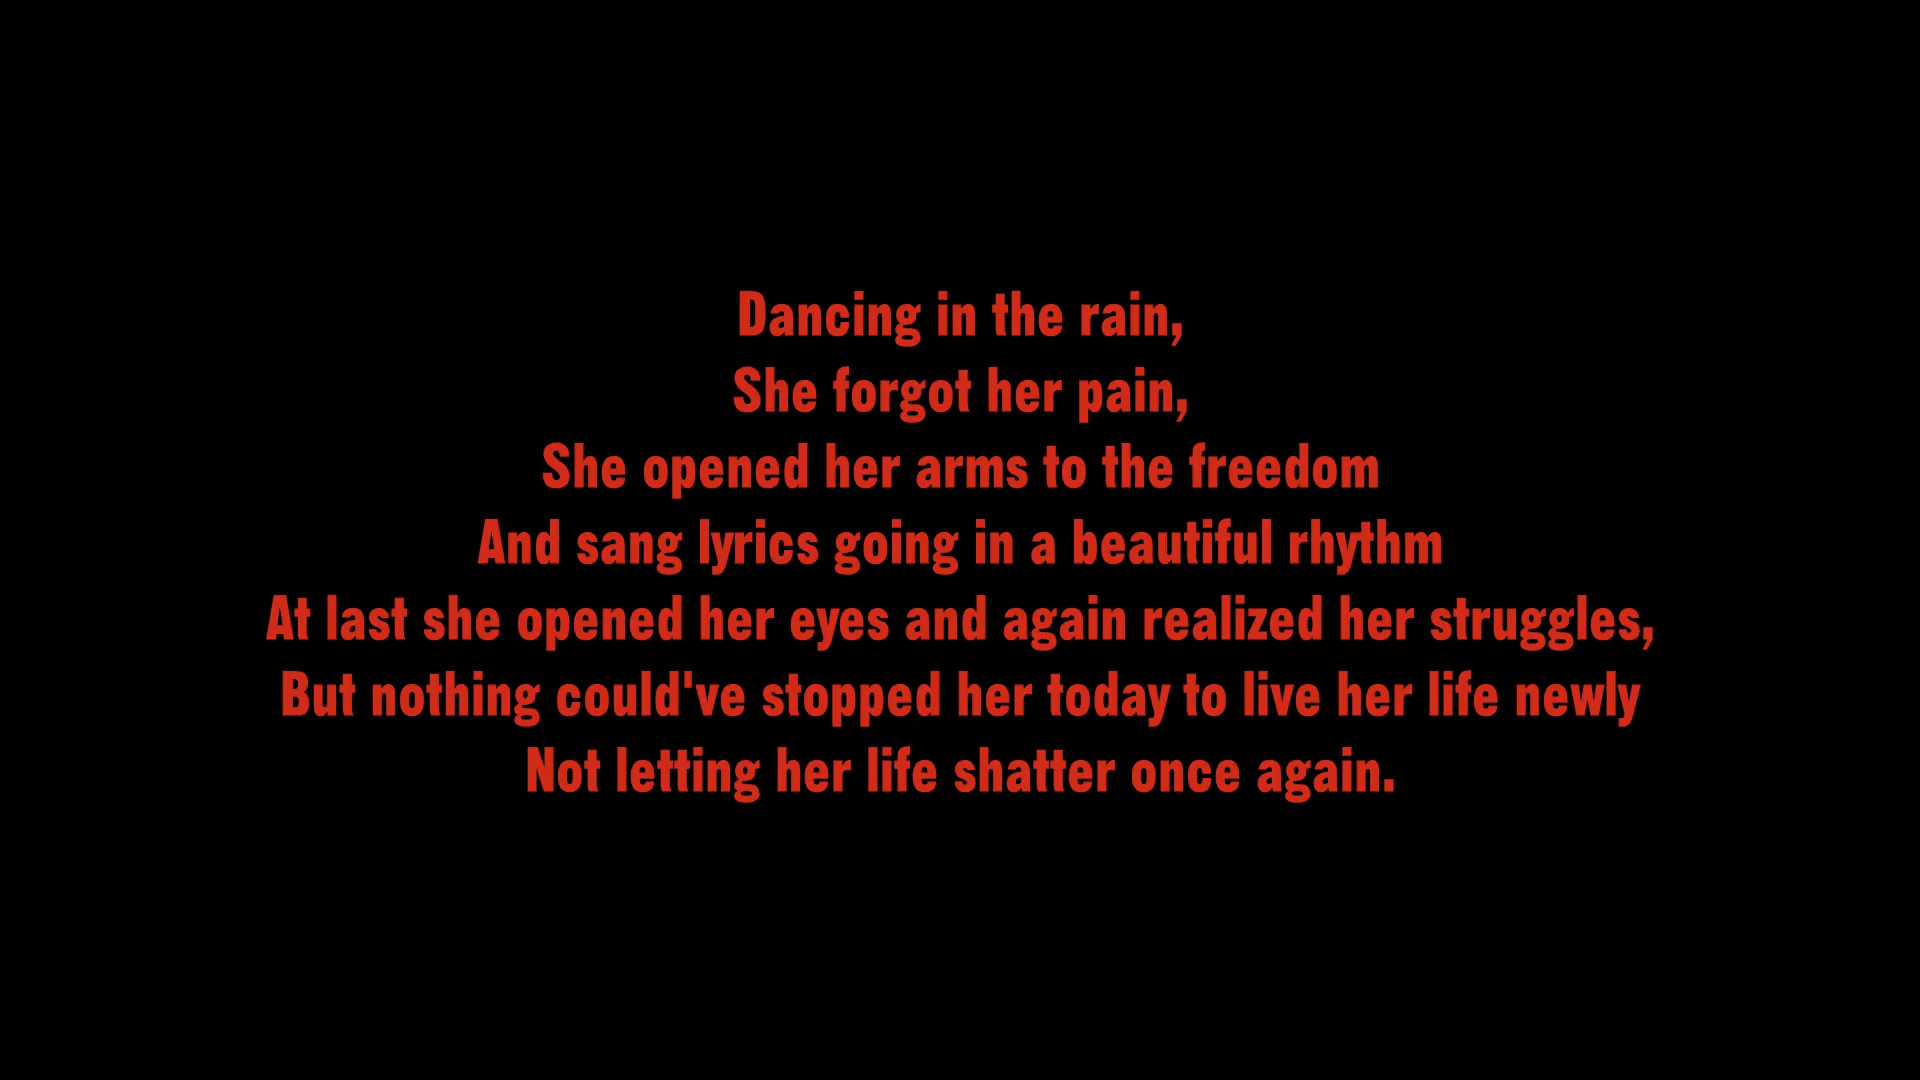 Dancing in the rain,
She forgot her pain,
She opened her arms to the freedom
And sang lyrics going in a beautiful rhythm
At last she opened her eyes and again realized her struggles,
But nothing could've stopped her today to live her life newly
Not letting her life shatter once again.